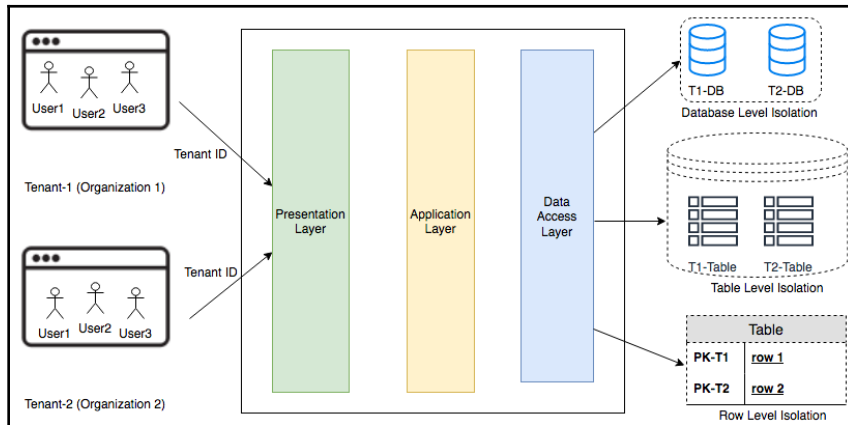 User1
User2
User3
Tenant ID
Tenant-1 (Organization 1)
User1
User2
User3
Tenant ID
Tenant-2 (Organization 2)
Presentation
Layer
Application
Layer
Data
Access
Layer
T1-DB
T2-DB
Database Level Isolation
T1-Table
T2-Table
Table Level Isolation
Table
PK-T1
row 1
PK-T2
row 2
Row Level Isolation